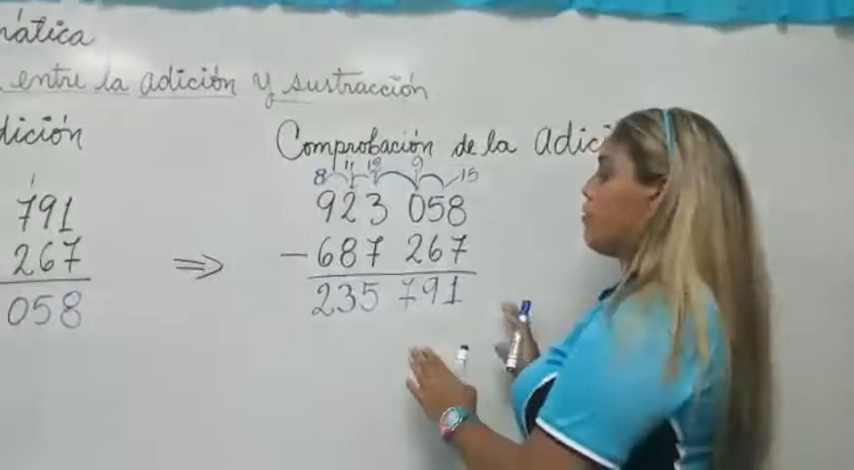 mática
entre la adición y sustracción
dición
Comprobación de la Adic
8 11 12 9 15
1
791
923 058
267
- 687 267
058
⇒
235 791